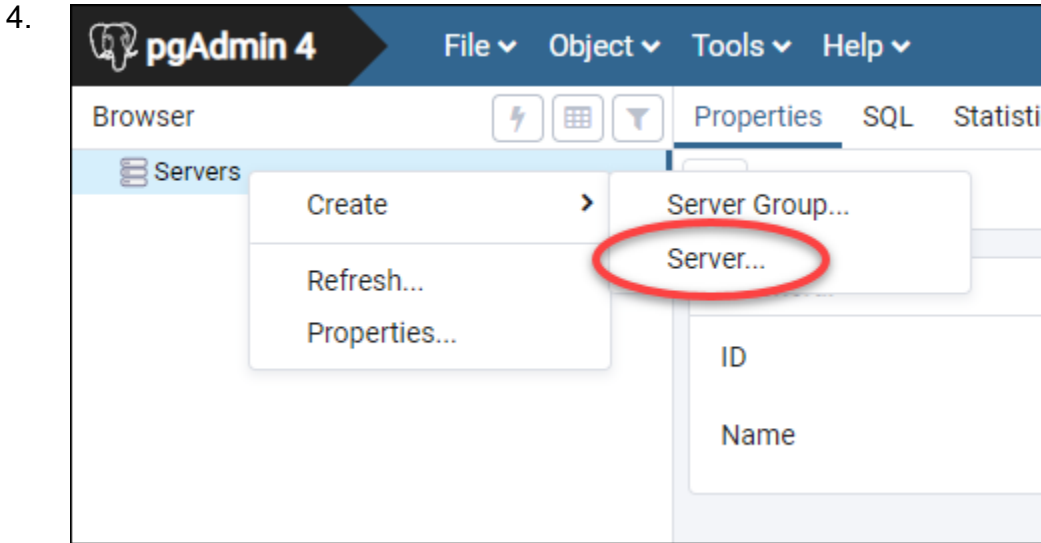 4.
pgAdmin 4 File Object Tools Help
Browser Properties SQL Statisti
Servers
Create Server Group...
Server...
Refresh...
Properties...
ID
Name